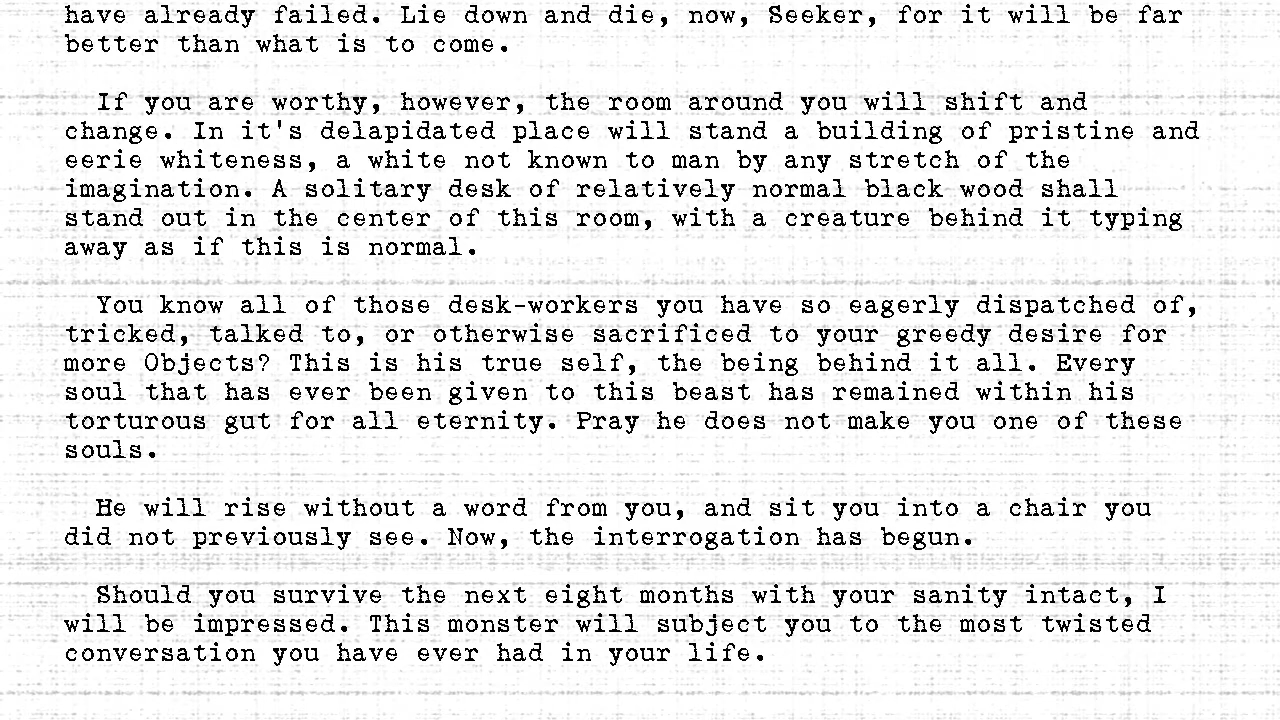 have already failed. Lie down and die, now, Seeker, for it will be far
better than what is to come.
If you are worthy, however, the room around you will shift and
change. In it's delapidated place will stand a building of pristine and
eerie whiteness, a white not known to man by any stretch of the
imagination. A solitary desk of relatively normal black wood shall
stand out in the center of this room, with a creature behind it typing
away as if this is normal.
You know all of those desk-workers you have so eagerly dispatched of,
tricked, talked to, or otherwise sacrificed to your greedy desire for
more Objects? This is his true self, the being behind it all. Every
soul that has ever been given to this beast has remained within his
torturous gut for all eternity. Pray he does not make you one of these
souls.
He will rise without a word from you, and sit you into a chair you
did not previously see. Now, the interrogation has begun.
Should you survive the next eight months with your sanity intact, I
will be impressed. This monster will subject you to the most twisted
conversation you have ever had in your life.